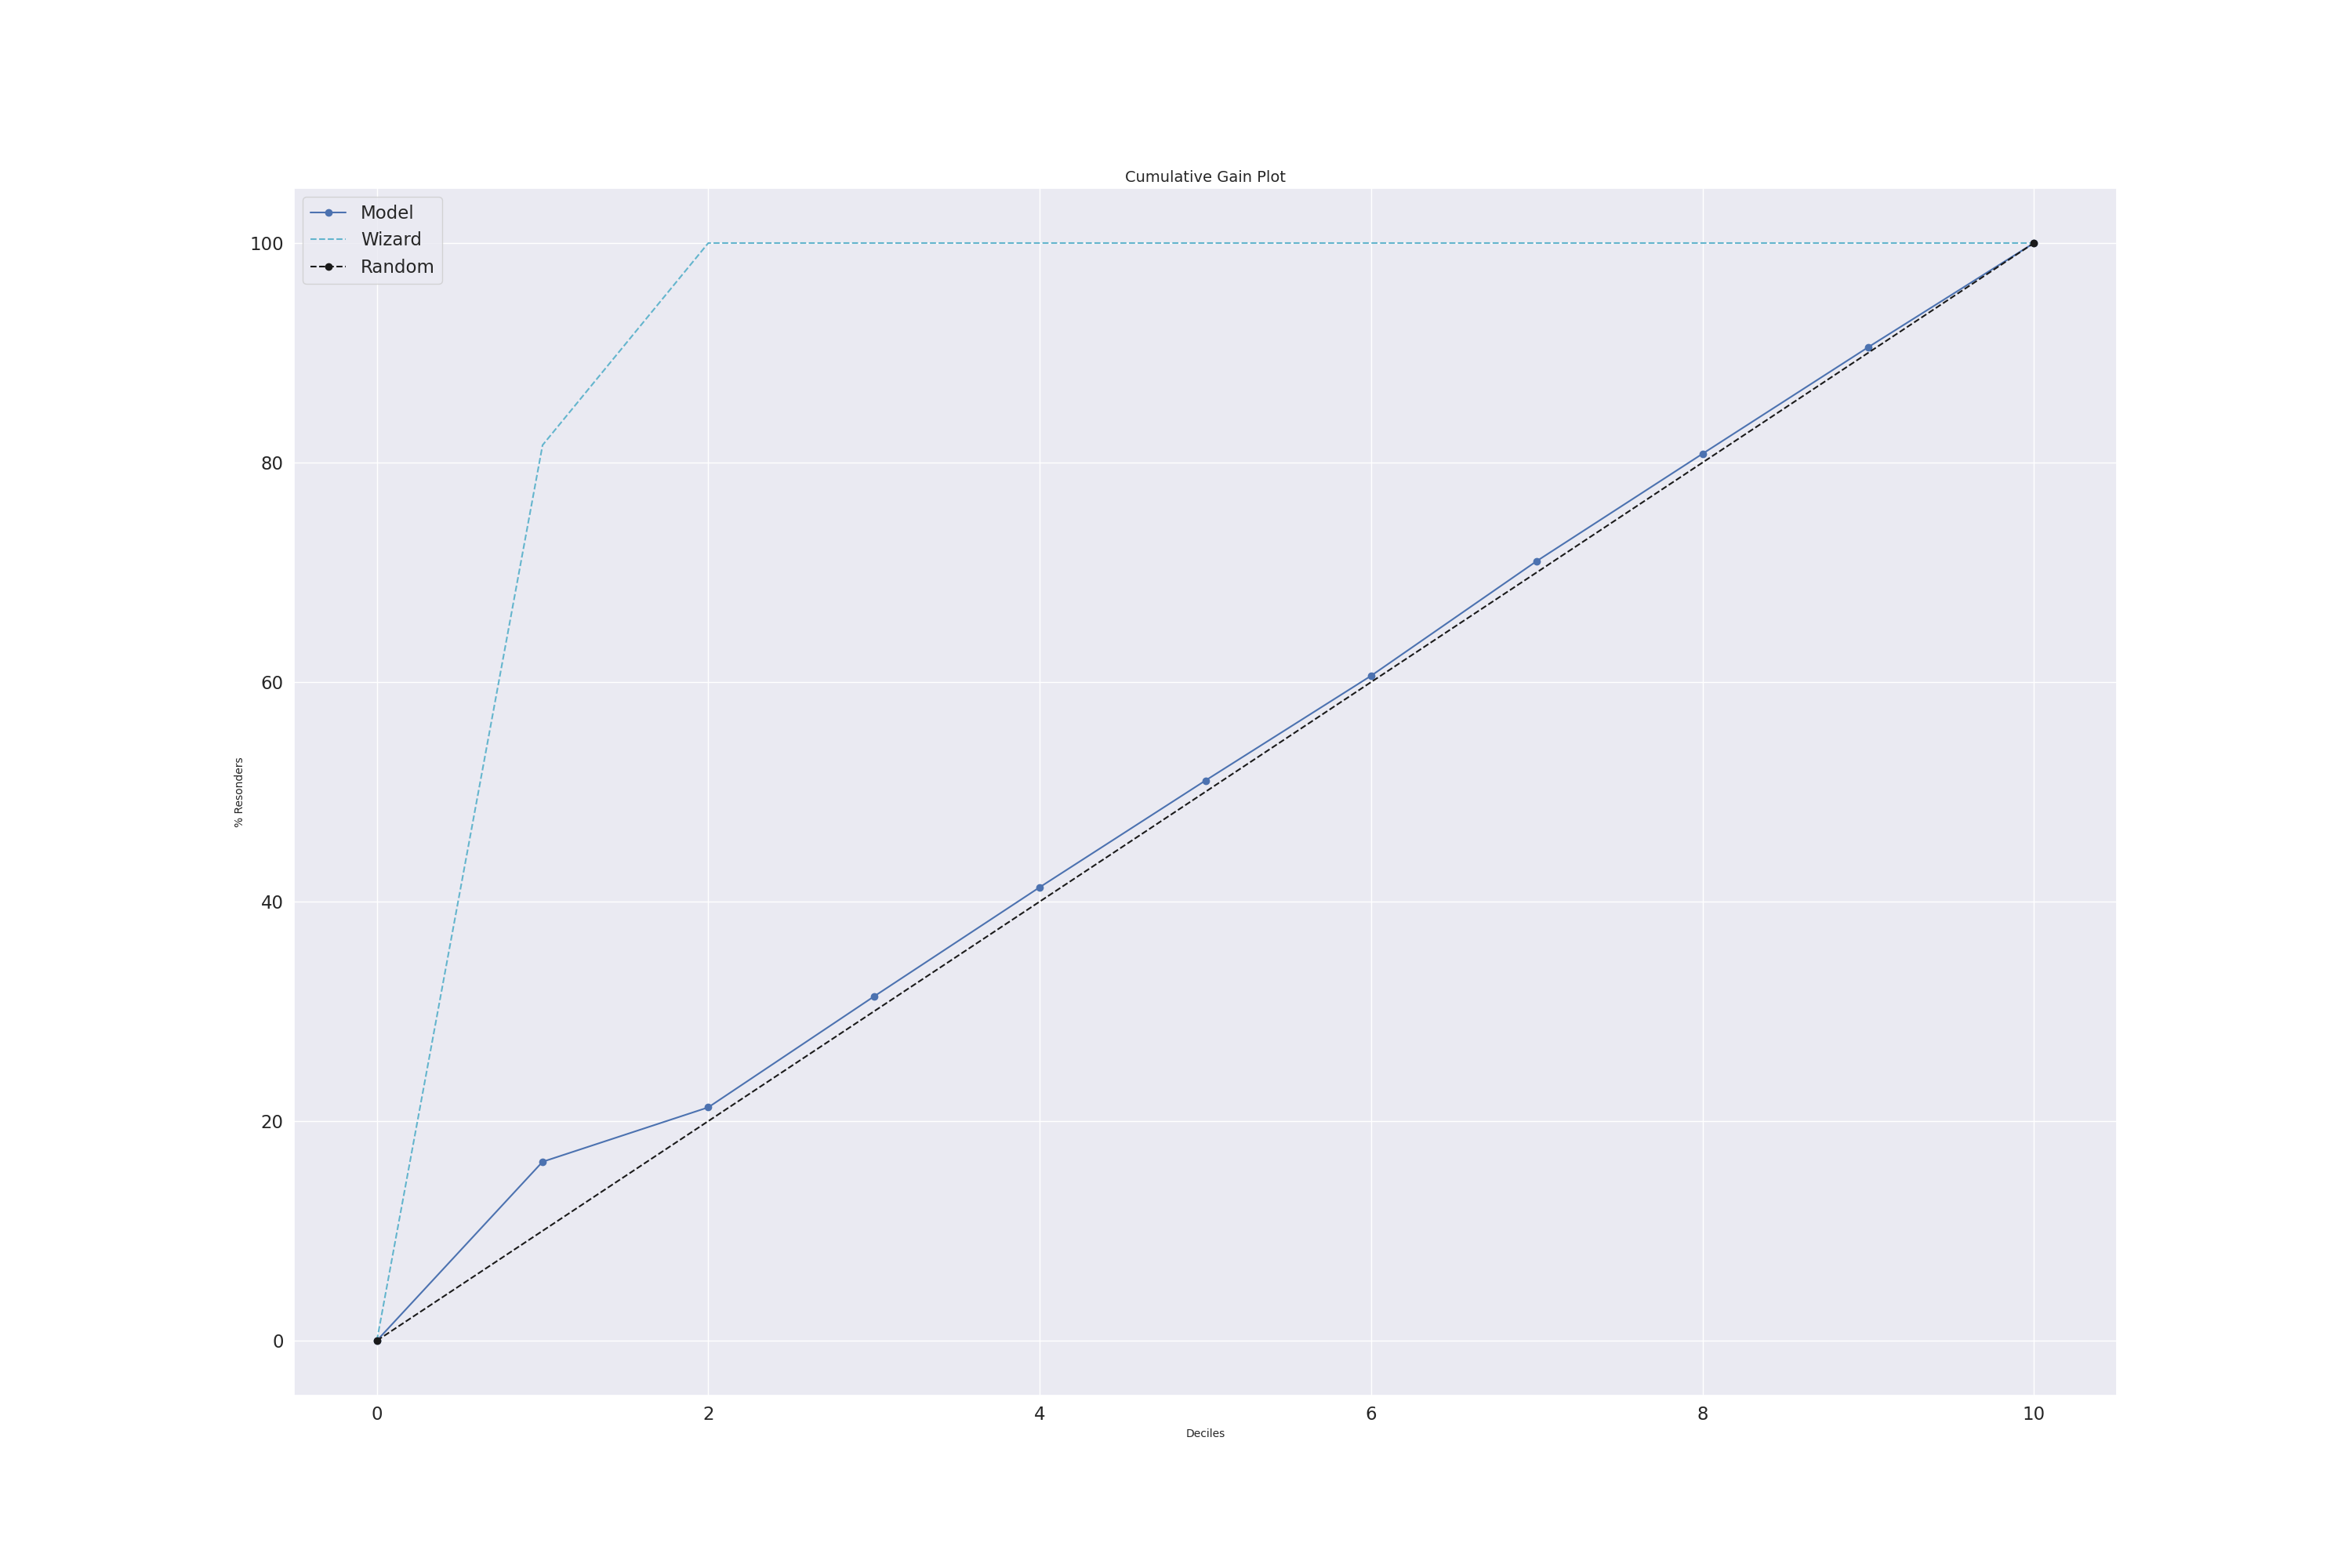 Cumulative Gain Plot
Model
Wizard
Random
100
80
60
40
20
0
% Resonders
0 2 4 6 8 10
Deciles